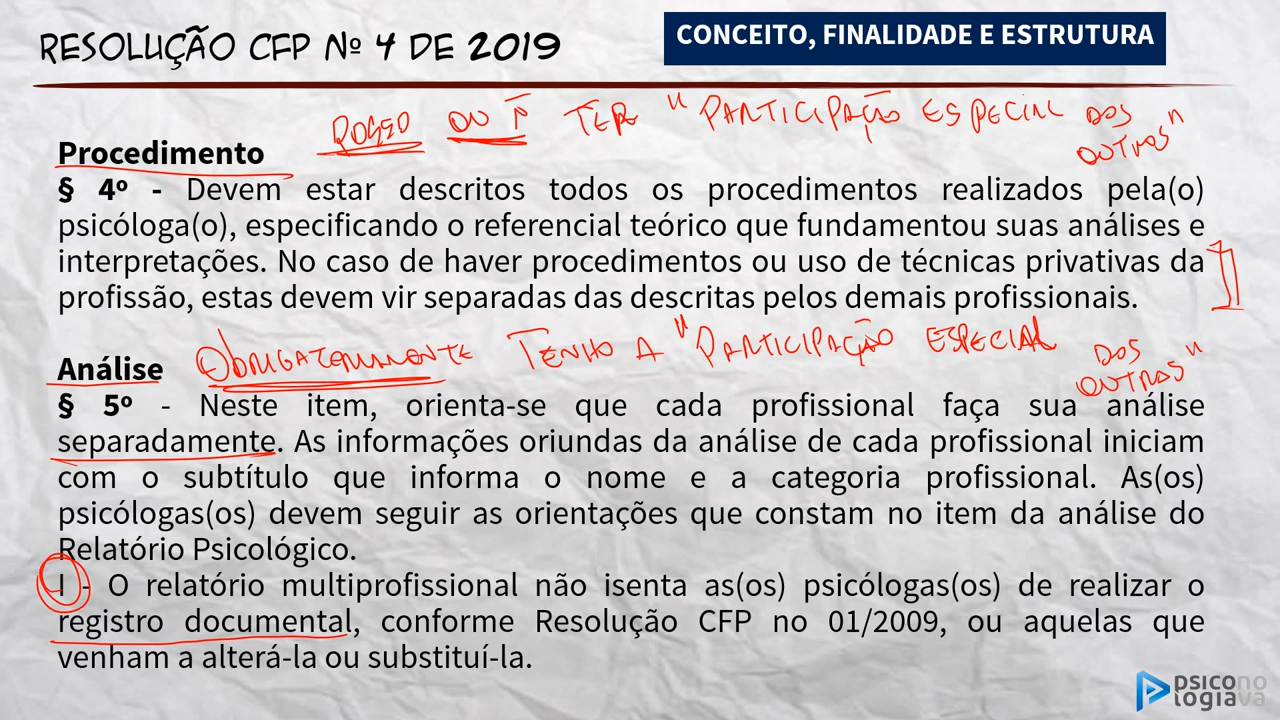 RESOLUÇÃO CFP Nº 4 DE 2019
CONCEITO, FINALIDADE E ESTRUTURA
OU Ñ TER "PARTICIPAÇÃO ESPECIAL DOS
OUTROS"
Procedimento
§ 4º - Devem estar descritos todos os procedimentos realizados pela(o)
psicóloga(o), especificando o referencial teórico que fundamentou suas análises e
interpretações. No caso de haver procedimentos ou uso de técnicas privativas da
profissão, estas devem vir separadas das descritas pelos demais profissionais.
OBRIGATORIAMENTE TENHO A "PARTICIPAÇÃO ESPECIAL DOS
OUTROS"
Análise
§ 5º - Neste item, orienta-se que cada profissional faça sua análise
separadamente. As informações oriundas da análise de cada profissional iniciam
com o subtítulo que informa o nome e a categoria profissional. As(os)
psicólogas(os) devem seguir as orientações que constam no item da análise do
Relatório Psicológico.
I - O relatório multiprofissional não isenta as(os) psicólogas(os) de realizar o
registro documental, conforme Resolução CFP no 01/2009, ou aquelas que
venham a alterá-la ou substituí-la.
psicono
logiava